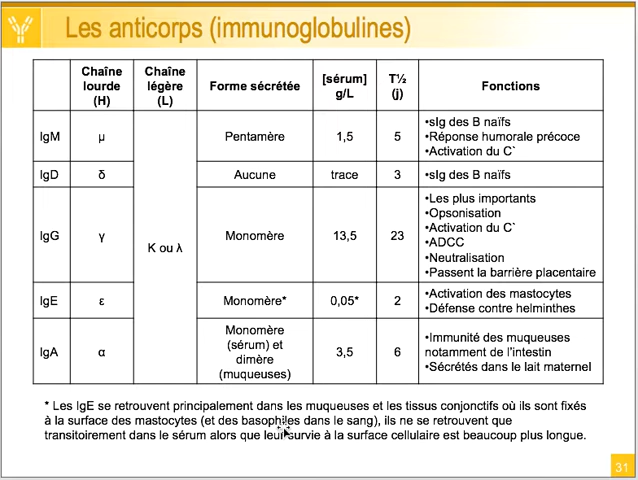 Les anticorps (immunoglobulines)
Chaîne lourde (H) Chaîne légère (L) Forme sécrétée [sérum] g/L T½ (j) Fonctions
IgM μ K ou λ Pentamère 1,5 5
•sIg des B naïfs
•Réponse humorale précoce
•Activation du C`
IgD δ Aucune trace 3 •sIg des B naïfs
IgG γ Monomère 13,5 23
•Les plus importants
•Opsonisation
•Activation du C`
•ADCC
•Neutralisation
•Passent la barrière placentaire
IgE ε Monomère* 0,05* 2
•Activation des mastocytes
•Défense contre helminthes
IgA α Monomère (sérum) et dimère (muqueuses) 3,5 6
•Immunité des muqueuses
notamment de l'intestin
•Sécrétés dans le lait maternel
* Les IgE se retrouvent principalement dans les muqueuses et les tissus conjonctifs où ils sont fixés
à la surface des mastocytes (et des basophiles dans le sang), ils ne se retrouvent que
transitoirement dans le sérum alors que leur survie à la surface cellulaire est beaucoup plus longue.
31